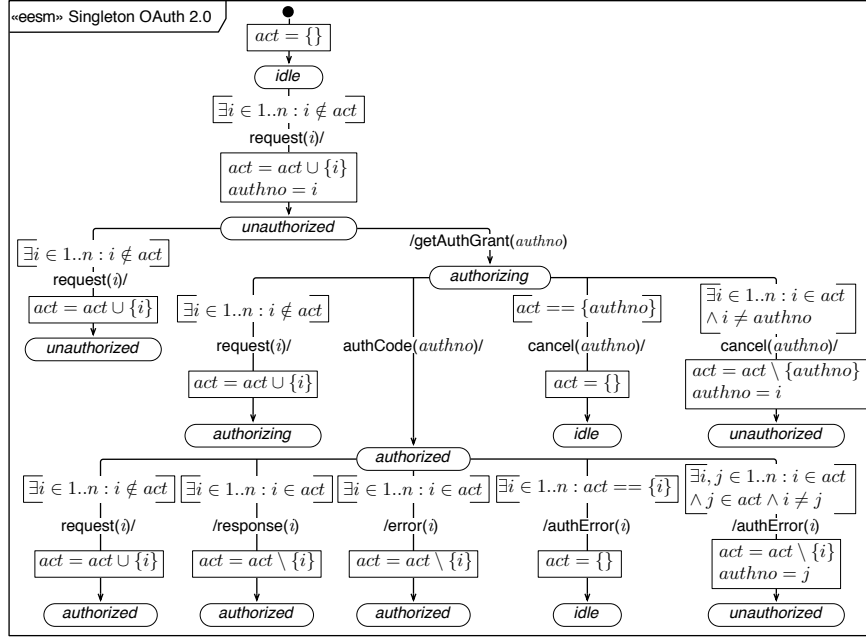 «eesm» Singleton OAuth 2.0
act = {}
idle
∃i ∈ 1..n : i ∉ act
request(i)/
act = act ∪ {i}
authno = i
unauthorized
/getAuthGrant(authno)
∃i ∈ 1..n : i ∉ act
request(i)/
act = act ∪ {i}
unauthorized
authorizing
∃i ∈ 1..n : i ∉ act
request(i)/
act = act ∪ {i}
authorizing
authCode(authno)/
act == {authno}
cancel(authno)/
act = {}
idle
∃i ∈ 1..n : i ∈ act
∧ i ≠ authno
cancel(authno)/
act = act \ {authno}
authno = i
unauthorized
authorized
∃i ∈ 1..n : i ∉ act
request(i)/
act = act ∪ {i}
authorized
∃i ∈ 1..n : i ∈ act
/response(i)
act = act \ {i}
authorized
∃i ∈ 1..n : i ∈ act
/error(i)
act = act \ {i}
authorized
∃i ∈ 1..n : act == {i}
/authError(i)
act = {}
idle
∃i, j ∈ 1..n : i ∈ act
∧ j ∈ act ∧ i ≠ j
/authError(i)
act = act \ {i}
authno = j
unauthorized